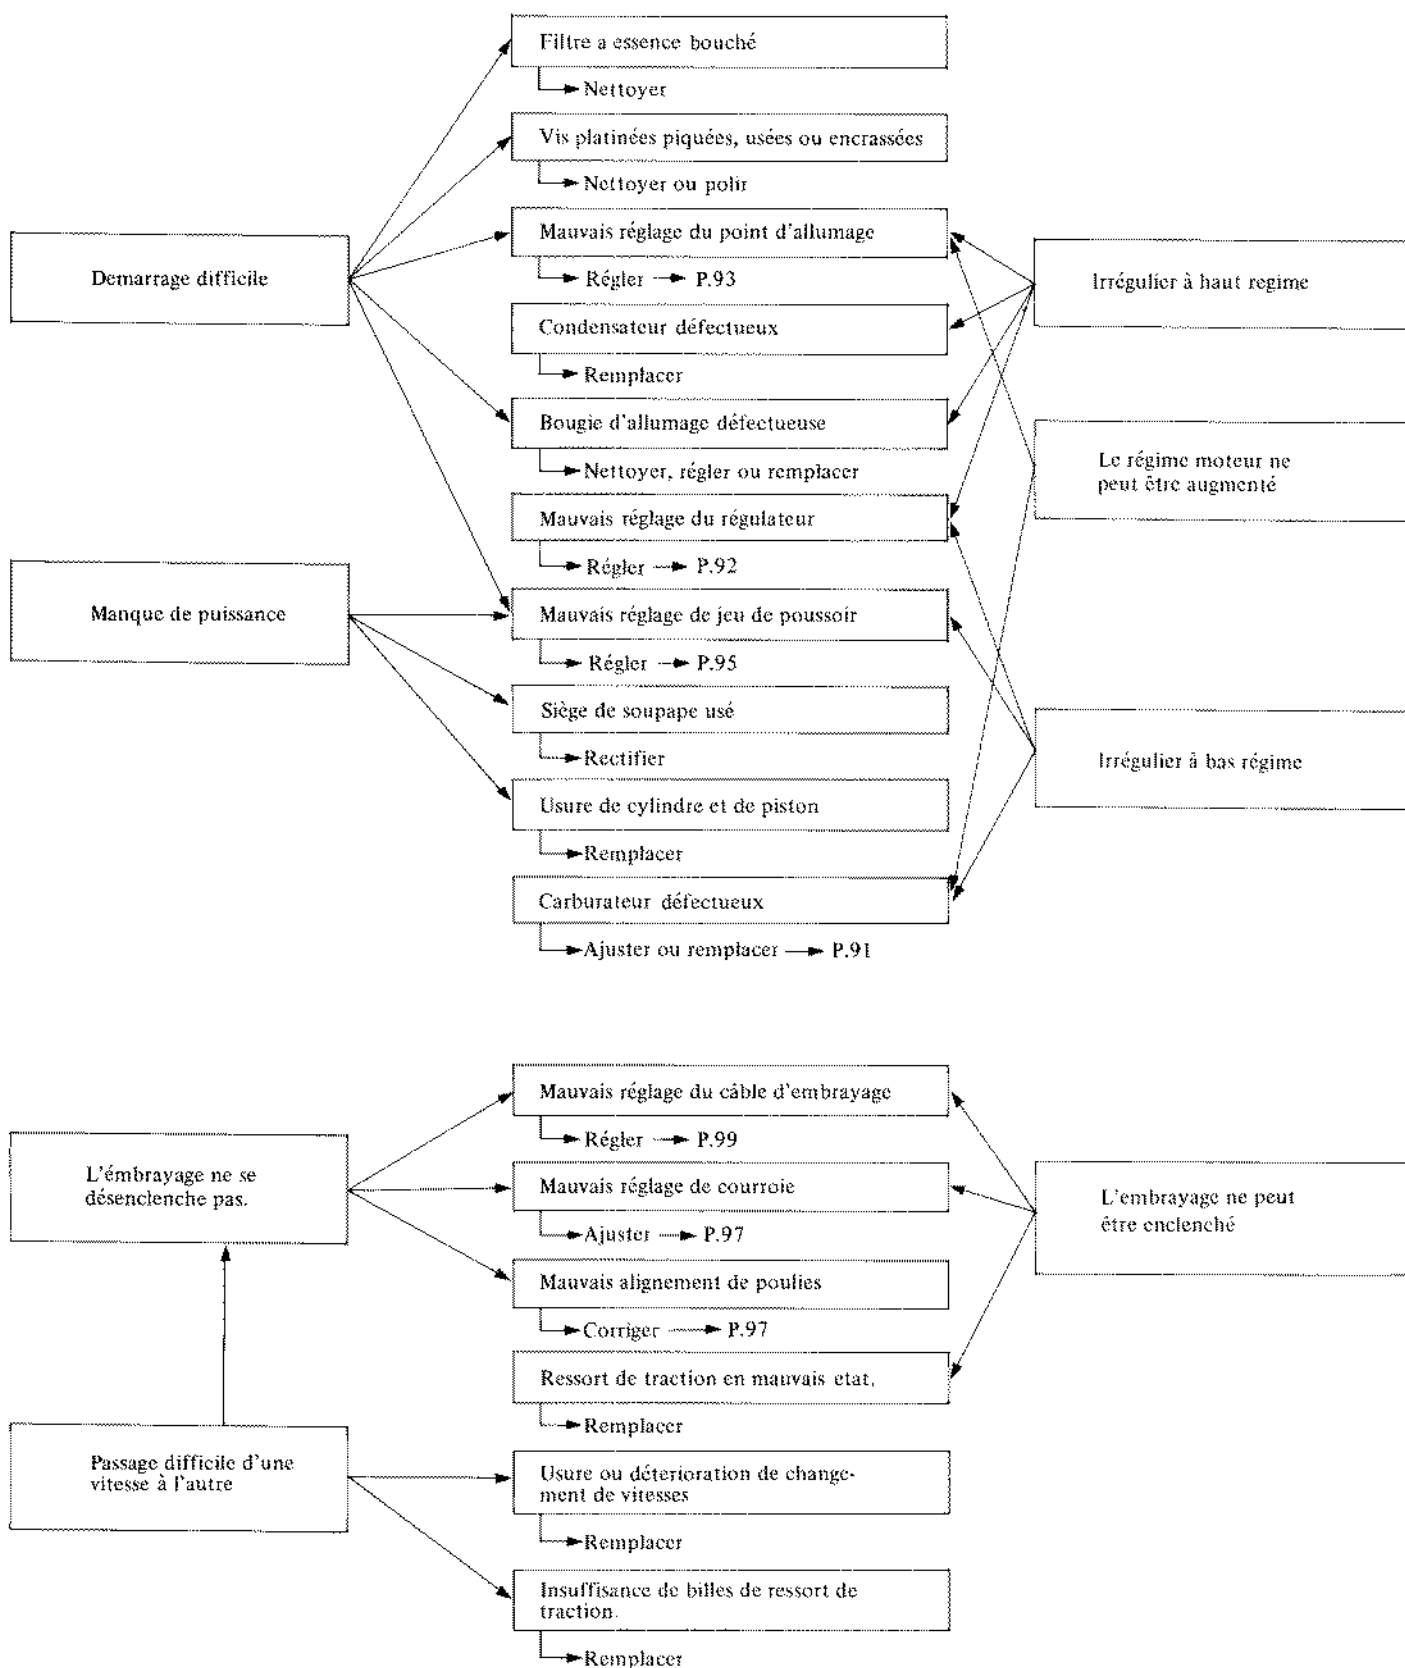 Filtre a essence bouché
Nettoyer
Vis platinées piquées, usées ou encrassées
Nettoyer ou polir
Demarrage difficile
Mauvais réglage du point d'allumage
Régler P.93
Irrégulier à haut regime
Condensateur défectueux
Remplacer
Bougie d'allumage défectueuse
Nettoyer, régler ou remplacer
Le régime moteur ne
peut être augmenté
Mauvais réglage du régulateur
Régler P.92
Manque de puissance
Mauvais réglage de jeu de poussoir
Régler P.95
Siège de soupape usé
Rectifier
Irrégulier à bas régime
Usure de cylindre et de piston
Remplacer
Carburateur défectueux
Ajuster ou remplacer P.91
Mauvais réglage du câble d'embrayage
Régler P.99
L'émbrayage ne se
désenclenche pas.
Mauvais réglage de courroie
Ajuster P.97
L'embrayage ne peut
être enclenché
Mauvais alignement de poulies
Corriger P.97
Ressort de traction en mauvais etat.
Remplacer
Passage difficile d'une
vitesse à l'autre
Usure ou déterioration de change-
ment de vitesses
Remplacer
Insuffisance de billes de ressort de
traction.
Remplacer